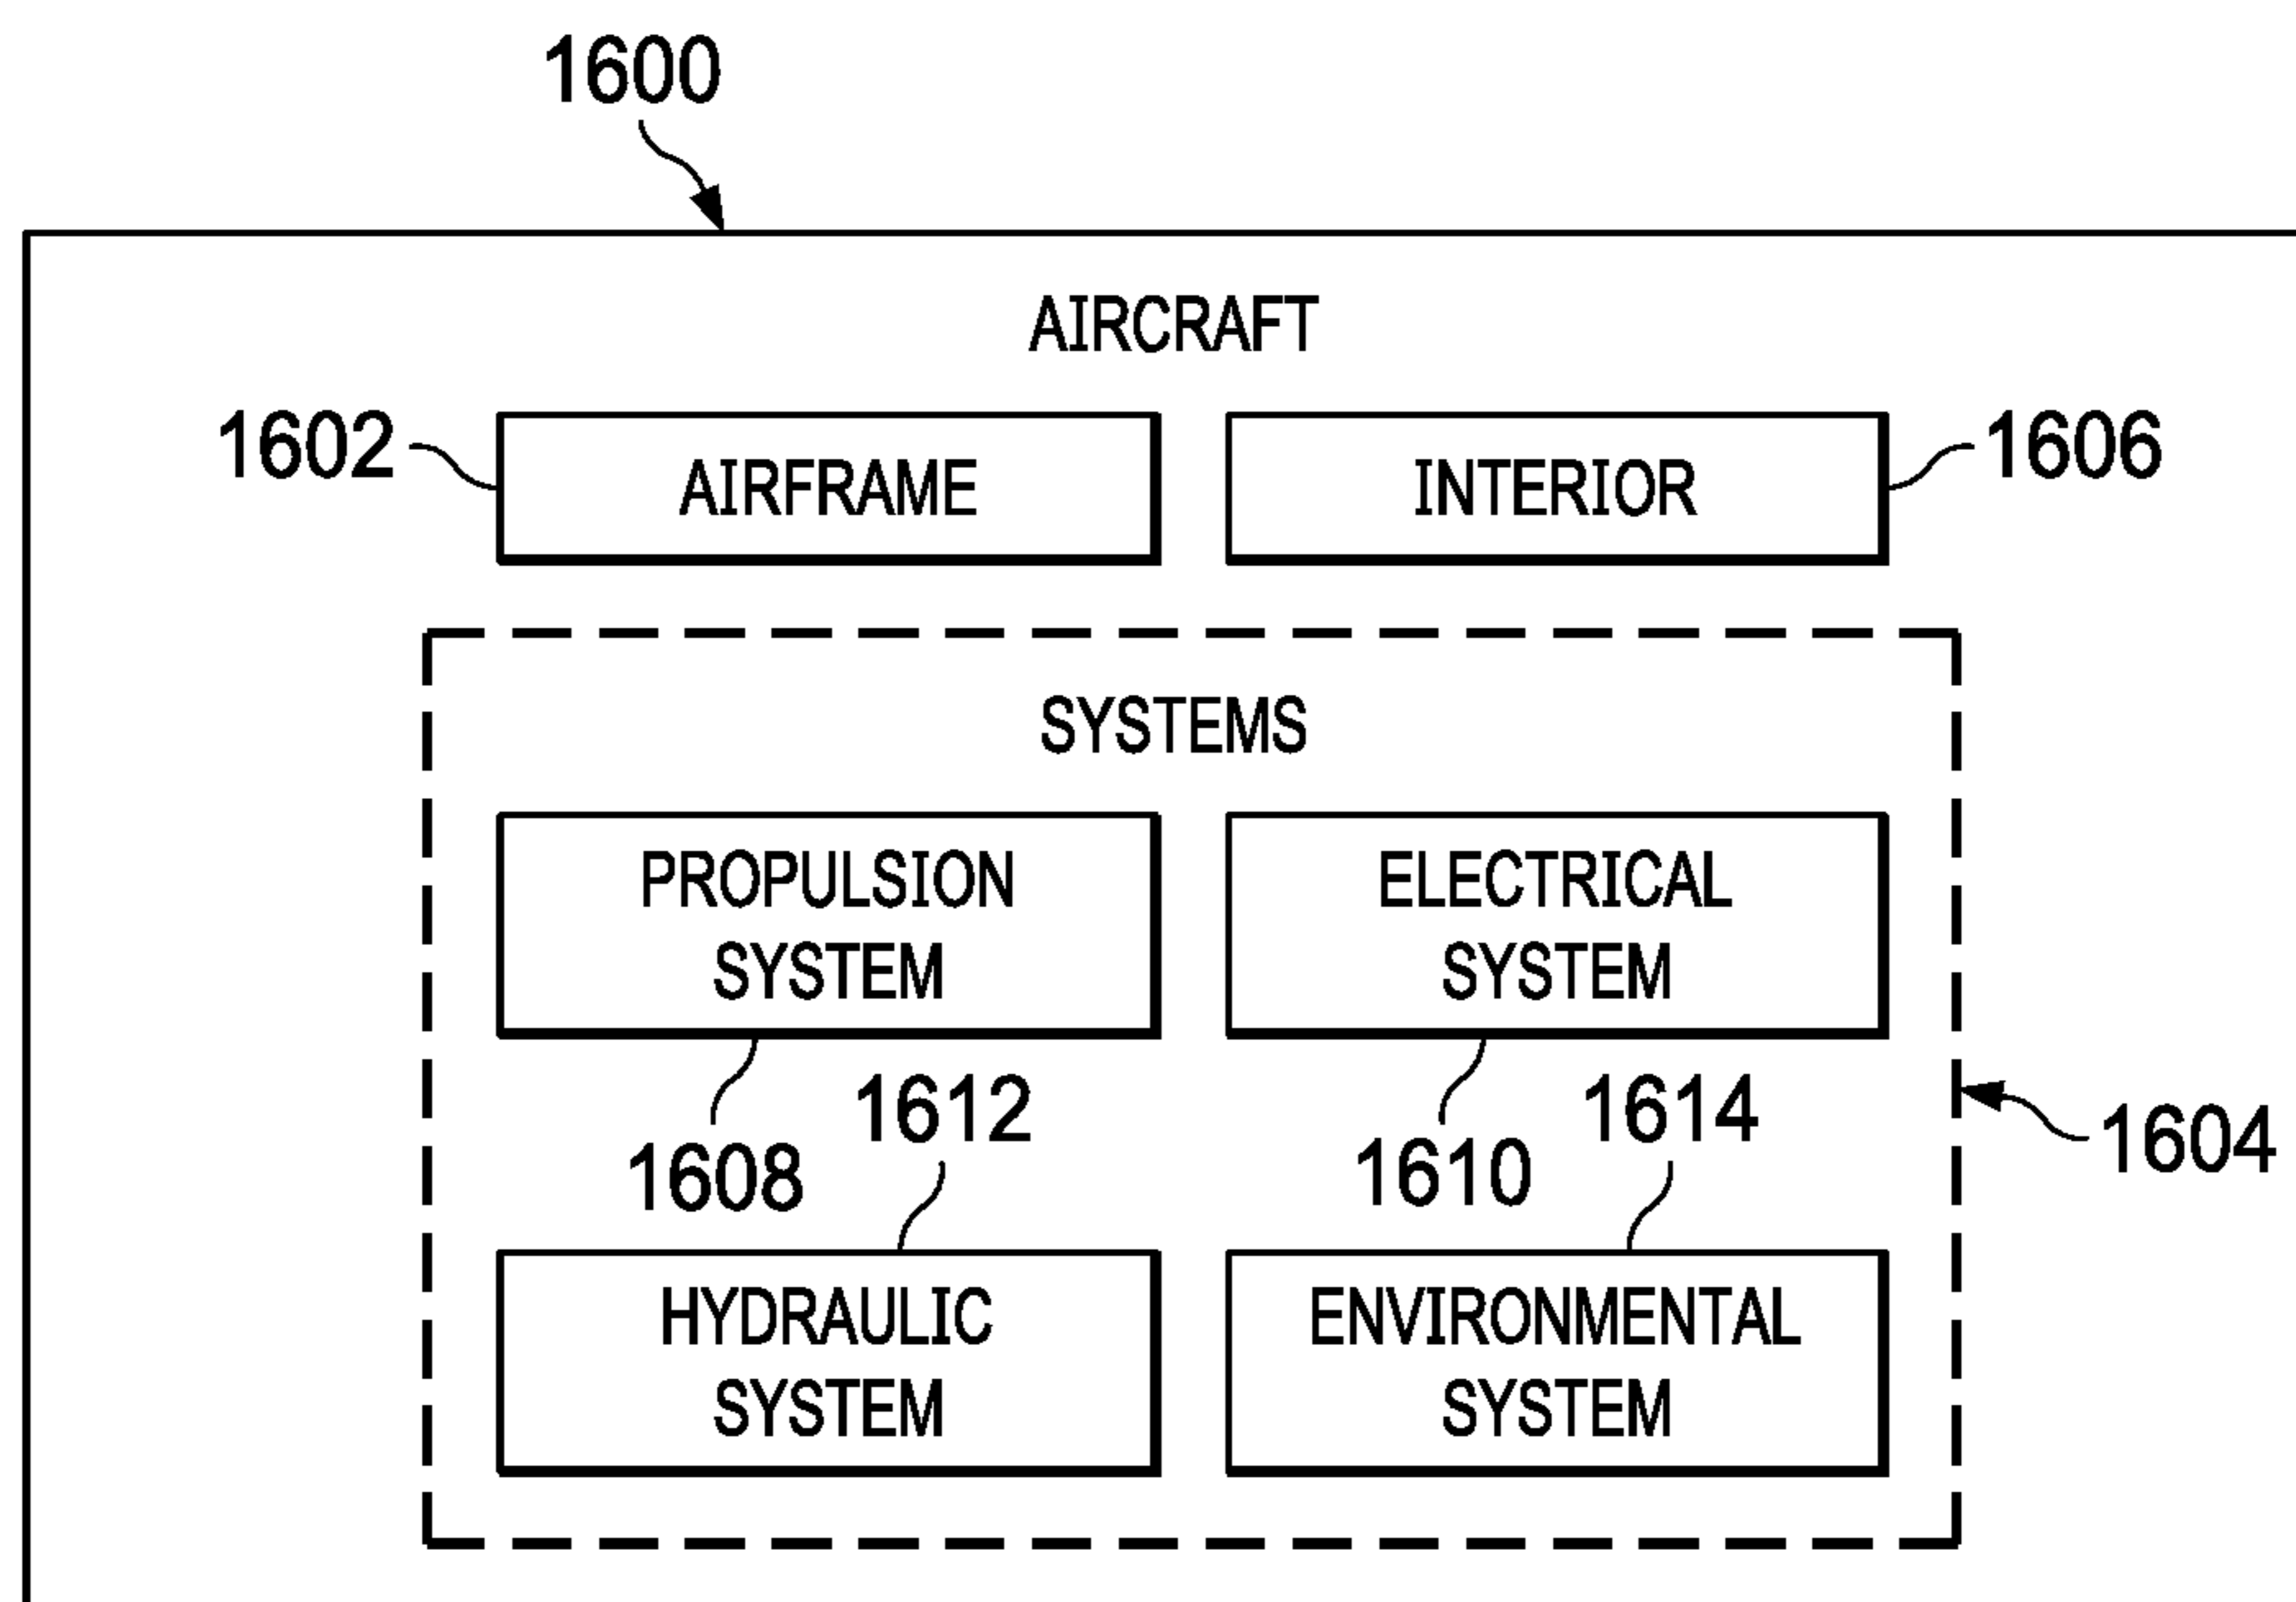 1600
AIRCRAFT
1602
AIRFRAME
INTERIOR
1606
SYSTEMS
PROPULSION
SYSTEM
ELECTRICAL
SYSTEM
1608
1612
1610
1614
1604
HYDRAULIC
SYSTEM
ENVIRONMENTAL
SYSTEM